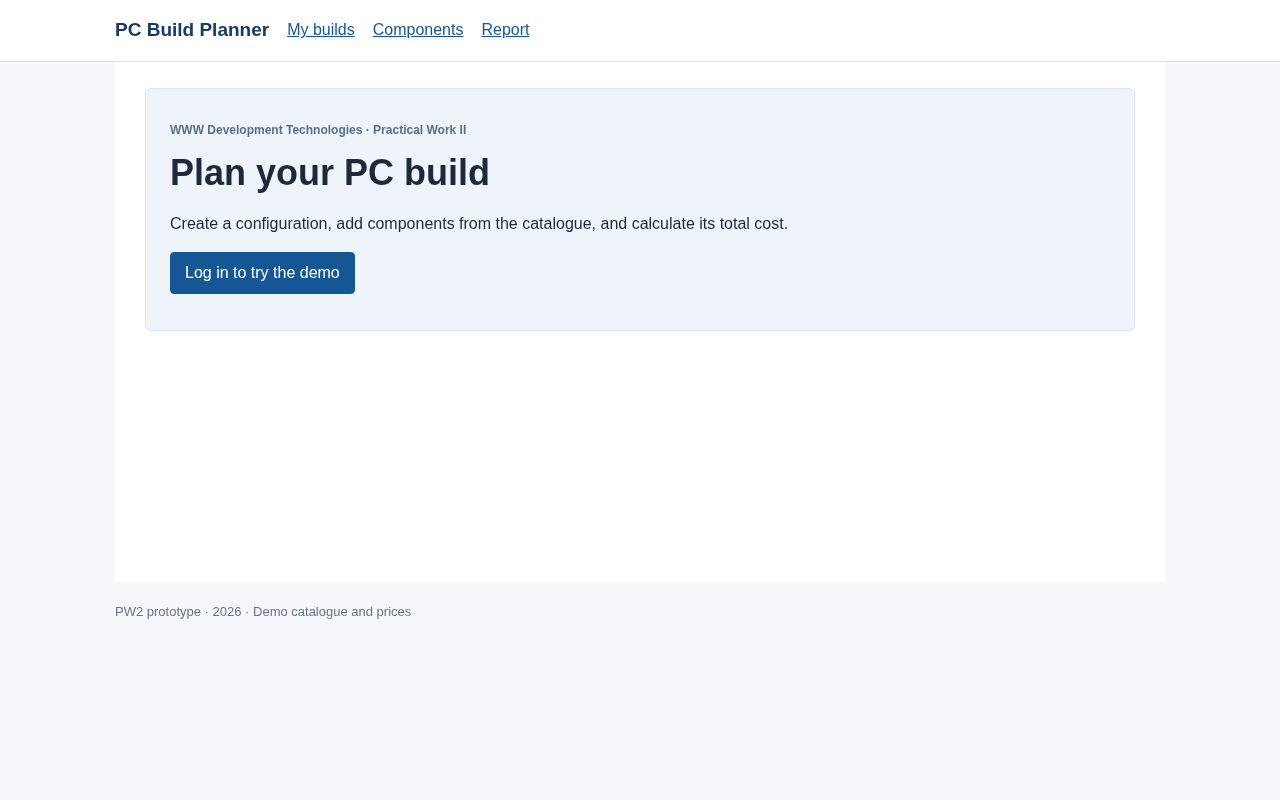 PC Build Planner My builds Components Report
WWW Development Technologies · Practical Work II
Plan your PC build
Create a configuration, add components from the catalogue, and calculate its total cost.
Log in to try the demo
PW2 prototype · 2026 · Demo catalogue and prices